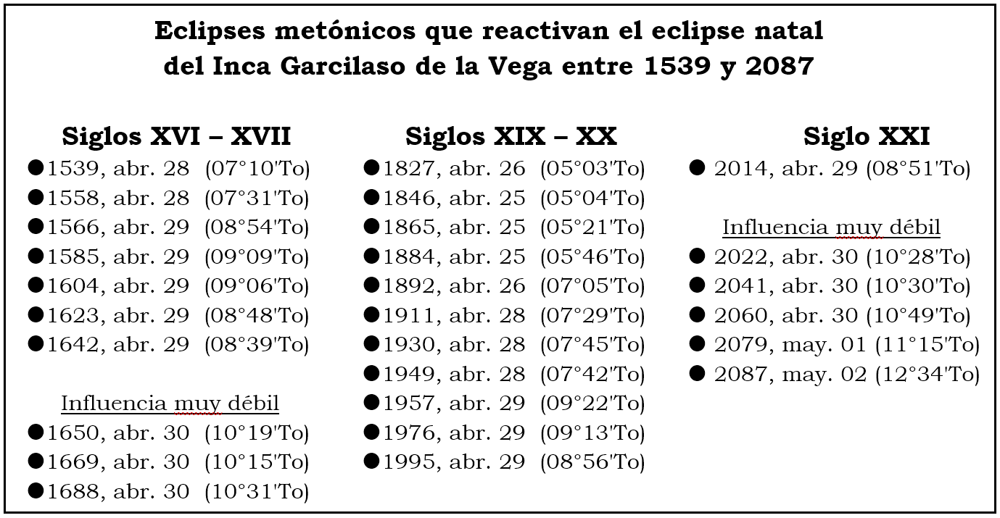 Eclipses metónicos que reactivan el eclipse natal
del Inca Garcilaso de la Vega entre 1539 y 2087
Siglos XVI – XVII
●1539, abr. 28 (07°10'To)
●1558, abr. 28 (07°31'To)
●1566, abr. 29 (08°54'To)
●1585, abr. 29 (09°09'To)
●1604, abr. 29 (09°06'To)
●1623, abr. 29 (08°48'To)
●1642, abr. 29 (08°39'To)
Influencia muy débil
●1650, abr. 30 (10°19'To)
●1669, abr. 30 (10°15'To)
●1688, abr. 30 (10°31'To)
Siglos XIX – XX
●1827, abr. 26 (05°03'To)
●1846, abr. 25 (05°04'To)
●1865, abr. 25 (05°21'To)
●1884, abr. 25 (05°46'To)
●1892, abr. 26 (07°05'To)
●1911, abr. 28 (07°29'To)
●1930, abr. 28 (07°45'To)
●1949, abr. 28 (07°42'To)
●1957, abr. 29 (09°22'To)
●1976, abr. 29 (09°13'To)
●1995, abr. 29 (08°56'To)
Siglo XXI
● 2014, abr. 29 (08°51'To)
Influencia muy débil
● 2022, abr. 30 (10°28'To)
● 2041, abr. 30 (10°30'To)
● 2060, abr. 30 (10°49'To)
● 2079, may. 01 (11°15'To)
● 2087, may. 02 (12°34'To)